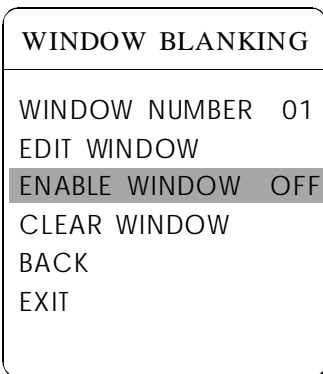 WINDOW BLANKING
WINDOW NUMBER 01
EDIT WINDOW
ENABLE WINDOW OFF
CLEAR WINDOW
BACK
EXIT